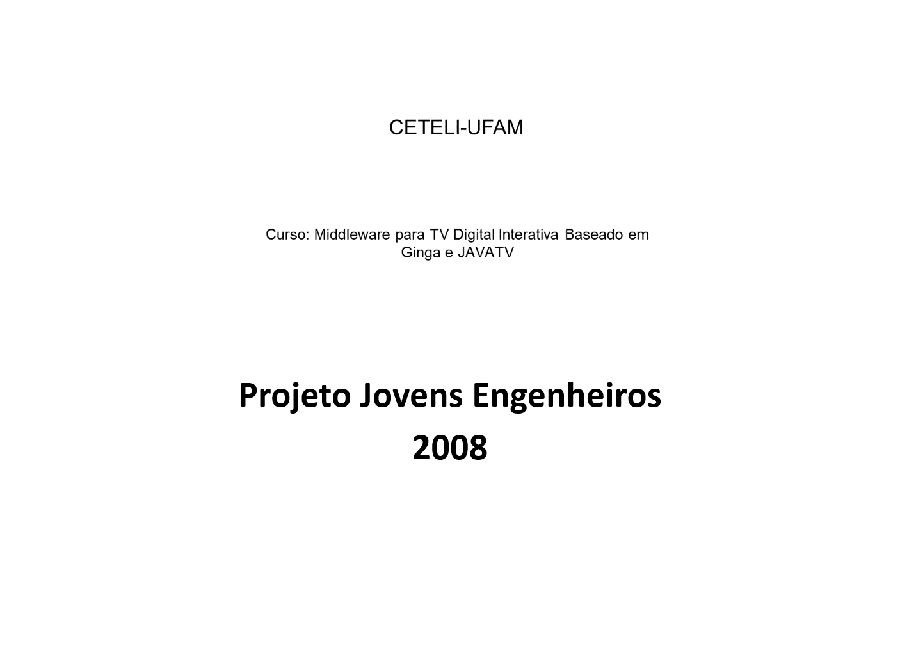 CETELI-UFAM
Curso: Middleware para TV Digital Interativa Baseado em
Ginga e JAVATV
Projeto Jovens Engenheiros
2008